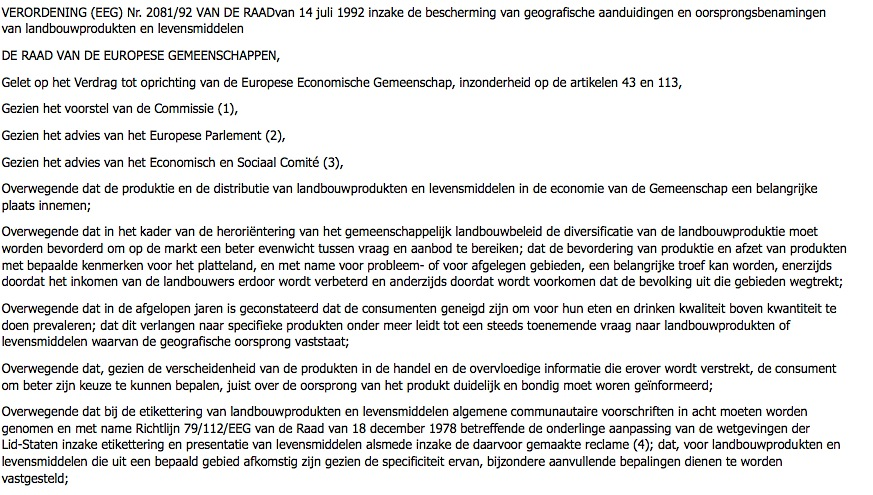 VERORDENING (EEG) Nr. 2081/92 VAN DE RAADvan 14 juli 1992 inzake de bescherming van geografische aanduidingen en oorsprongsbenamingen
van landbouwprodukten en levensmiddelen
DE RAAD VAN DE EUROPESE GEMEENSCHAPPEN,
Gelet op het Verdrag tot oprichting van de Europese Economische Gemeenschap, inzonderheid op de artikelen 43 en 113,
Gezien het voorstel van de Commissie (1),
Gezien het advies van het Europese Parlement (2),
Gezien het advies van het Economisch en Sociaal Comité (3),
Overwegende dat de produktie en de distributie van landbouwprodukten en levensmiddelen in de economie van de Gemeenschap een belangrijke
plaats innemen;
Overwegende dat in het kader van de heroriëntering van het gemeenschappelijk landbouwbeleid de diversificatie van de landbouwproduktie moet
worden bevorderd om op de markt een beter evenwicht tussen vraag en aanbod te bereiken; dat de bevordering van produktie en afzet van produkten
met bepaalde kenmerken voor het platteland, en met name voor probleem- of voor afgelegen gebieden, een belangrijke troef kan worden, enerzijds
doordat het inkomen van de landbouwers erdoor wordt verbeterd en anderzijds doordat wordt voorkomen dat de bevolking uit die gebieden wegtrekt;
Overwegende dat in de afgelopen jaren is geconstateerd dat de consumenten geneigd zijn om voor hun eten en drinken kwaliteit boven kwantiteit te
doen prevaleren; dat dit verlangen naar specifieke produkten onder meer leidt tot een steeds toenemende vraag naar landbouwprodukten of
levensmiddelen waarvan de geografische oorsprong vaststaat;
Overwegende dat, gezien de verscheidenheid van de produkten in de handel en de overvloedige informatie die erover wordt verstrekt, de consument
om beter zijn keuze te kunnen bepalen, juist over de oorsprong van het produkt duidelijk en bondig moet woren geïnformeerd;
Overwegende dat bij de etikettering van landbouwprodukten en levensmiddelen algemene communautaire voorschriften in acht moeten worden
genomen en met name Richtlijn 79/112/EEG van de Raad van 18 december 1978 betreffende de onderlinge aanpassing van de wetgevingen der
Lid-Staten inzake etikettering en presentatie van levensmiddelen alsmede inzake de daarvoor gemaakte reclame (4); dat, voor landbouwprodukten en
levensmiddelen die uit een bepaald gebied afkomstig zijn gezien de specificiteit ervan, bijzondere aanvullende bepalingen dienen te worden
vastgesteld;